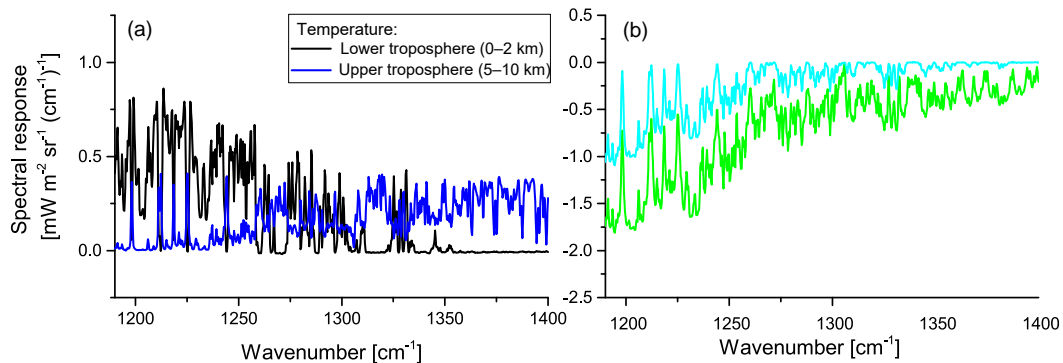 (a)
Temperature:
Lower troposphere (0–2 km)
Upper troposphere (5–10 km)
(b)
Spectral response
[mW m-2 sr-1 (cm-1)-1]
1.0
0.5
0.0
1200 1250 1300 1350 1400
Wavenumber [cm-1]
0.0
-0.5
-1.0
-1.5
-2.0
-2.5
1200 1250 1300 1350 1400
Wavenumber [cm-1]